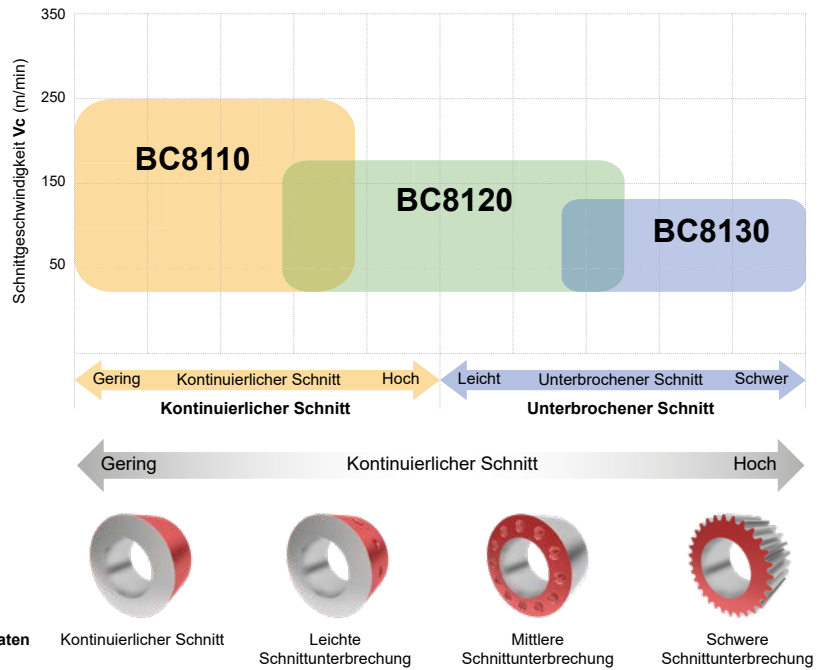 350
250
150
50
Schnittgeschwindigkeit Vc (m/min)
BC8110
BC8120
BC8130
Gering Kontinuierlicher Schnitt Hoch
Leicht Unterbrochener Schnitt Schwer
Kontinuierlicher Schnitt
Unterbrochener Schnitt
Gering Kontinuierlicher Schnitt Hoch
aten
Kontinuierlicher Schnitt
Leichte
Schnittunterbrechung
Mittlere
Schnittunterbrechung
Schwere
Schnittunterbrechung